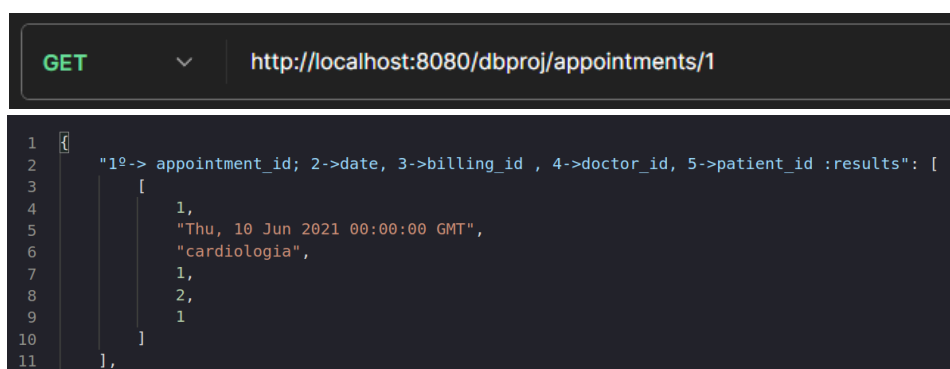 GET http://localhost:8080/dbproj/appointments/1
1 {
2 "1º-> appointment_id; 2->date, 3->billing_id , 4->doctor_id, 5->patient_id :results": [
3 [
4 1,
5 "Thu, 10 Jun 2021 00:00:00 GMT",
6 "cardiologia",
7 1,
8 2,
9 1
10 ]
11 ],